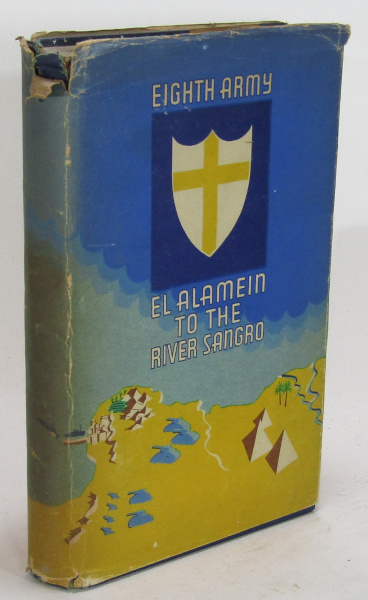 EIGHTH ARMY
EL ALAMEIN
TO THE
RIVER SANGRO